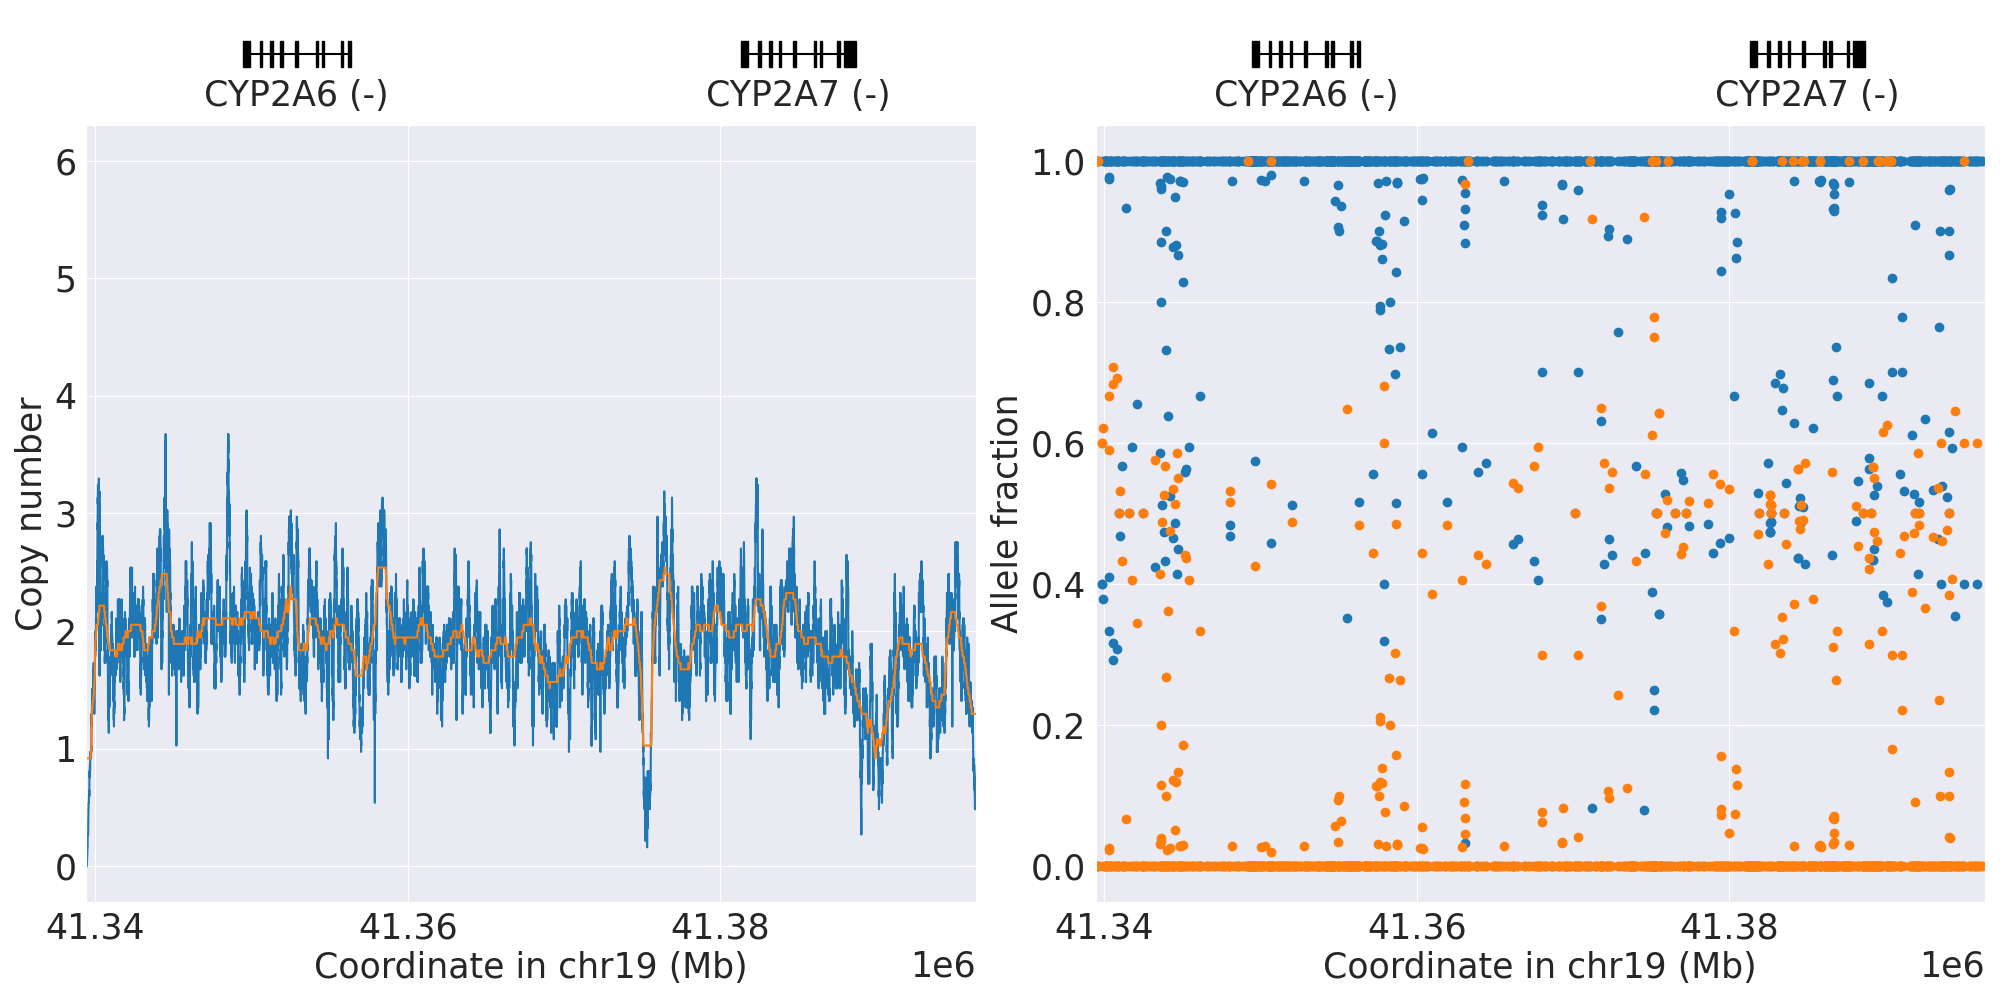 CYP2A6 (-)
CYP2A7 (-)
6
5
4
3
2
1
0
Copy number
41.34
41.36
41.38
Coordinate in chr19 (Mb)
1e6
CYP2A6 (-)
CYP2A7 (-)
1.0
0.8
0.6
0.4
0.2
0.0
Allele fraction
41.34
41.36
41.38
Coordinate in chr19 (Mb)
1e6